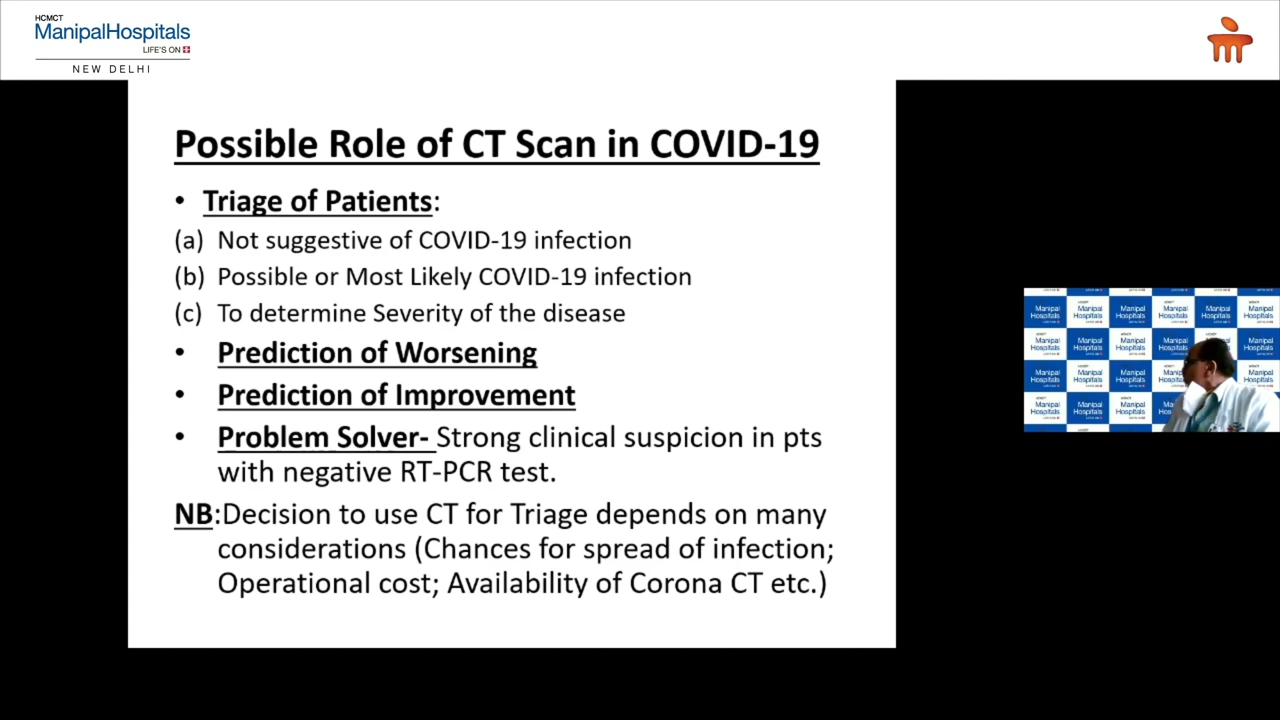 HCMCT
ManipalHospitals
LIFE'S ON
NEW DELHI
Possible Role of CT Scan in COVID-19
• Triage of Patients:
(a) Not suggestive of COVID-19 infection
(b) Possible or Most Likely COVID-19 infection
(c) To determine Severity of the disease
• Prediction of Worsening
• Prediction of Improvement
• Problem Solver- Strong clinical suspicion in pts
with negative RT-PCR test.
NB:Decision to use CT for Triage depends on many
considerations (Chances for spread of infection;
Operational cost; Availability of Corona CT etc.)
Manipal
Hospitals